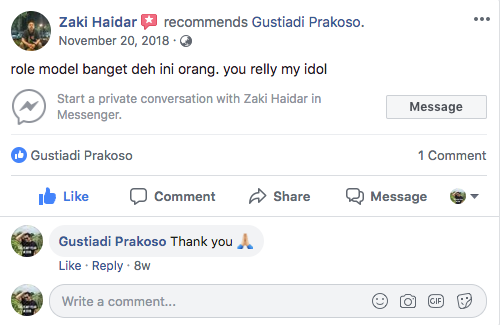 Zaki Haidar recommends Gustiadi Prakoso.
November 20, 2018 ·
role model banget deh ini orang. you relly my idol
Start a private conversation with Zaki Haidar in
Messenger.
Message
Gustiadi Prakoso
1 Comment
Like Comment Share Message
Gustiadi Prakoso Thank you 🙏
Like · Reply · 8w
Write a comment...
GIF